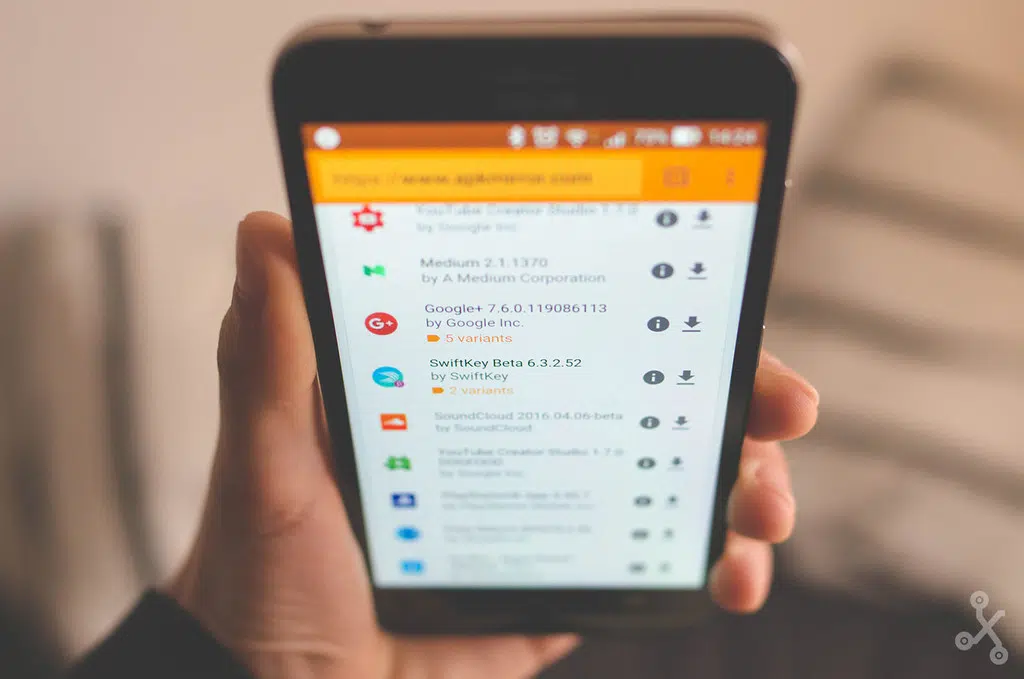 https://www.apkmirror.com
YouTube Creator Studio 1.7.0
by Google Inc.
Medium 2.1.1370
by A Medium Corporation
G+
Google+ 7.6.0.119086113
by Google Inc.
5 variants
SwiftKey Beta 6.3.2.52
by SwiftKey
2 variants
SoundCloud 2016.04.06-beta
by SoundCloud
YouTube Creator Studio 1.7.0
by Google Inc.